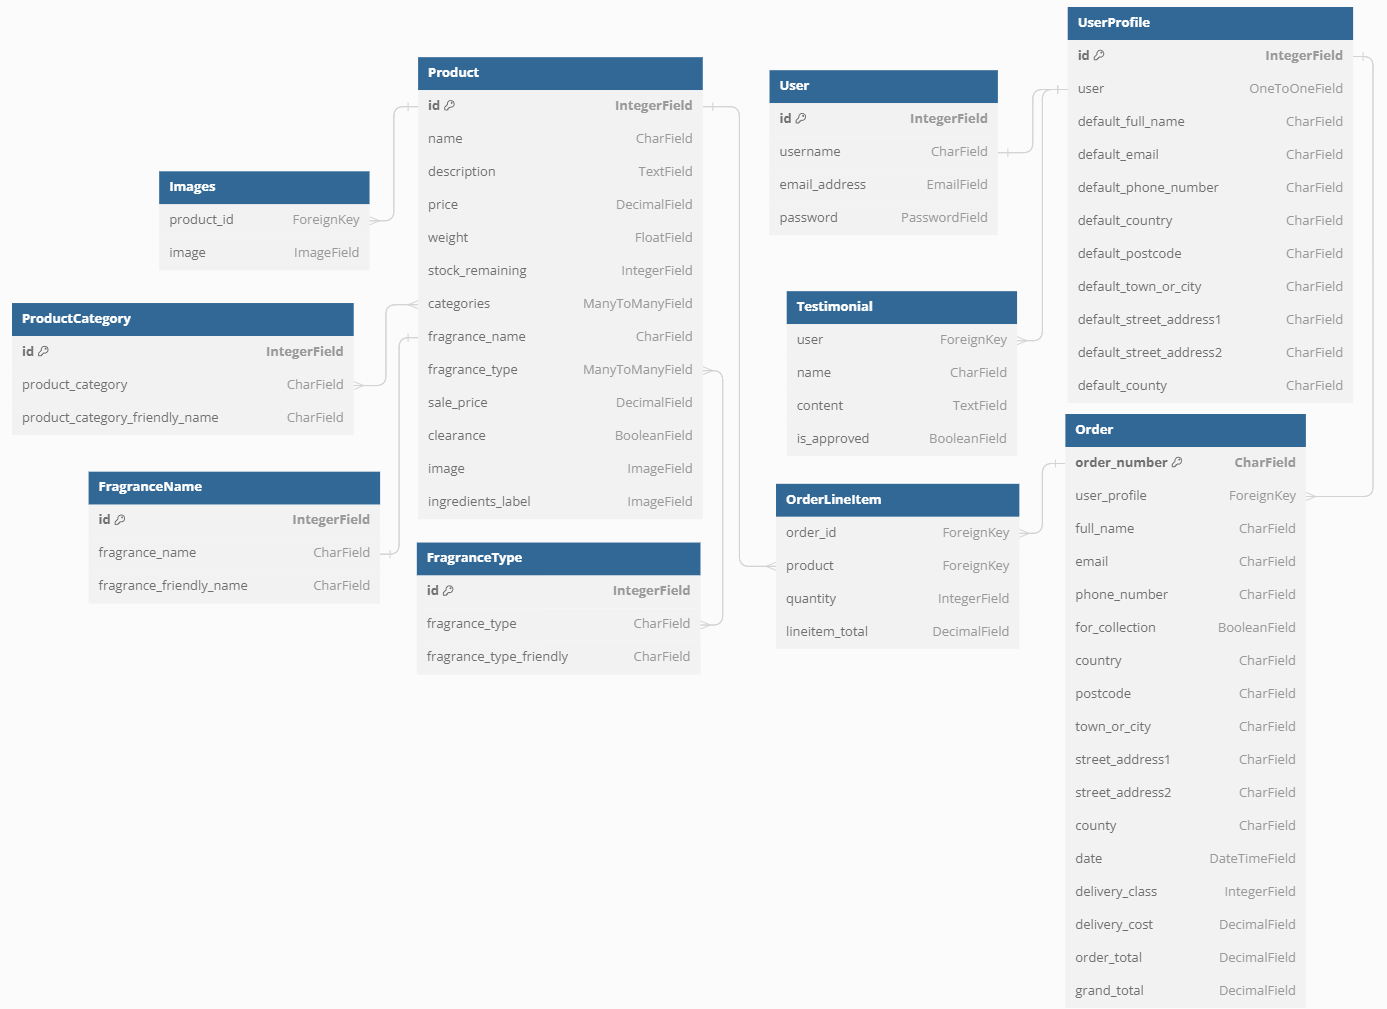 Product
id IntegerField
name CharField
description TextField
price DecimalField
weight FloatField
stock_remaining IntegerField
categories ManyToManyField
fragrance_name CharField
fragrance_type ManyToManyField
sale_price DecimalField
clearance BooleanField
image ImageField
ingredients_label ImageField
Images
product_id ForeignKey
image ImageField
ProductCategory
id IntegerField
product_category CharField
product_category_friendly_name CharField
FragranceName
id IntegerField
fragrance_name CharField
fragrance_friendly_name CharField
FragranceType
id IntegerField
fragrance_type CharField
fragrance_type_friendly CharField
User
id IntegerField
username CharField
email_address EmailField
password PasswordField
Testimonial
user ForeignKey
name CharField
content TextField
is_approved BooleanField
OrderLineItem
order_id ForeignKey
product ForeignKey
quantity IntegerField
lineitem_total DecimalField
UserProfile
id IntegerField
user OneToOneField
default_full_name CharField
default_email CharField
default_phone_number CharField
default_country CharField
default_postcode CharField
default_town_or_city CharField
default_street_address1 CharField
default_street_address2 CharField
default_county CharField
Order
order_number CharField
user_profile ForeignKey
full_name CharField
email CharField
phone_number CharField
for_collection BooleanField
country CharField
postcode CharField
town_or_city CharField
street_address1 CharField
street_address2 CharField
county CharField
date DateTimeField
delivery_class IntegerField
delivery_cost DecimalField
order_total DecimalField
grand_total DecimalField